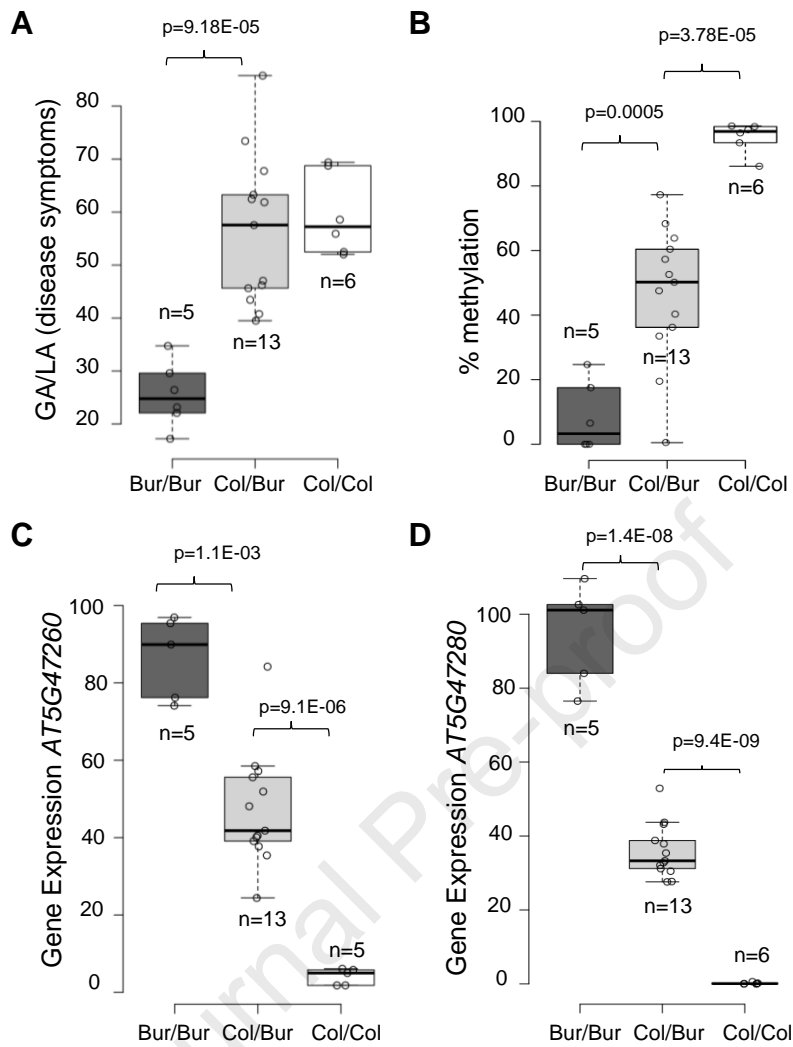 A
p=9.18E-05
GA/LA (disease symptoms)
80
70
60
50
40
30
20
n=5
n=13
n=6
Bur/Bur Col/Bur Col/Col
B
p=3.78E-05
p=0.0005
% methylation
100
80
60
40
20
0
n=5
n=13
n=6
Bur/Bur Col/Bur Col/Col
C
p=1.1E-03
p=9.1E-06
Gene Expression AT5G47260
100
80
60
40
20
0
n=5
n=13
n=5
Bur/Bur Col/Bur Col/Col
D
p=1.4E-08
p=9.4E-09
Gene Expression AT5G47280
100
80
60
40
20
0
n=5
n=13
n=6
Bur/Bur Col/Bur Col/Col
urnal Pre-proof